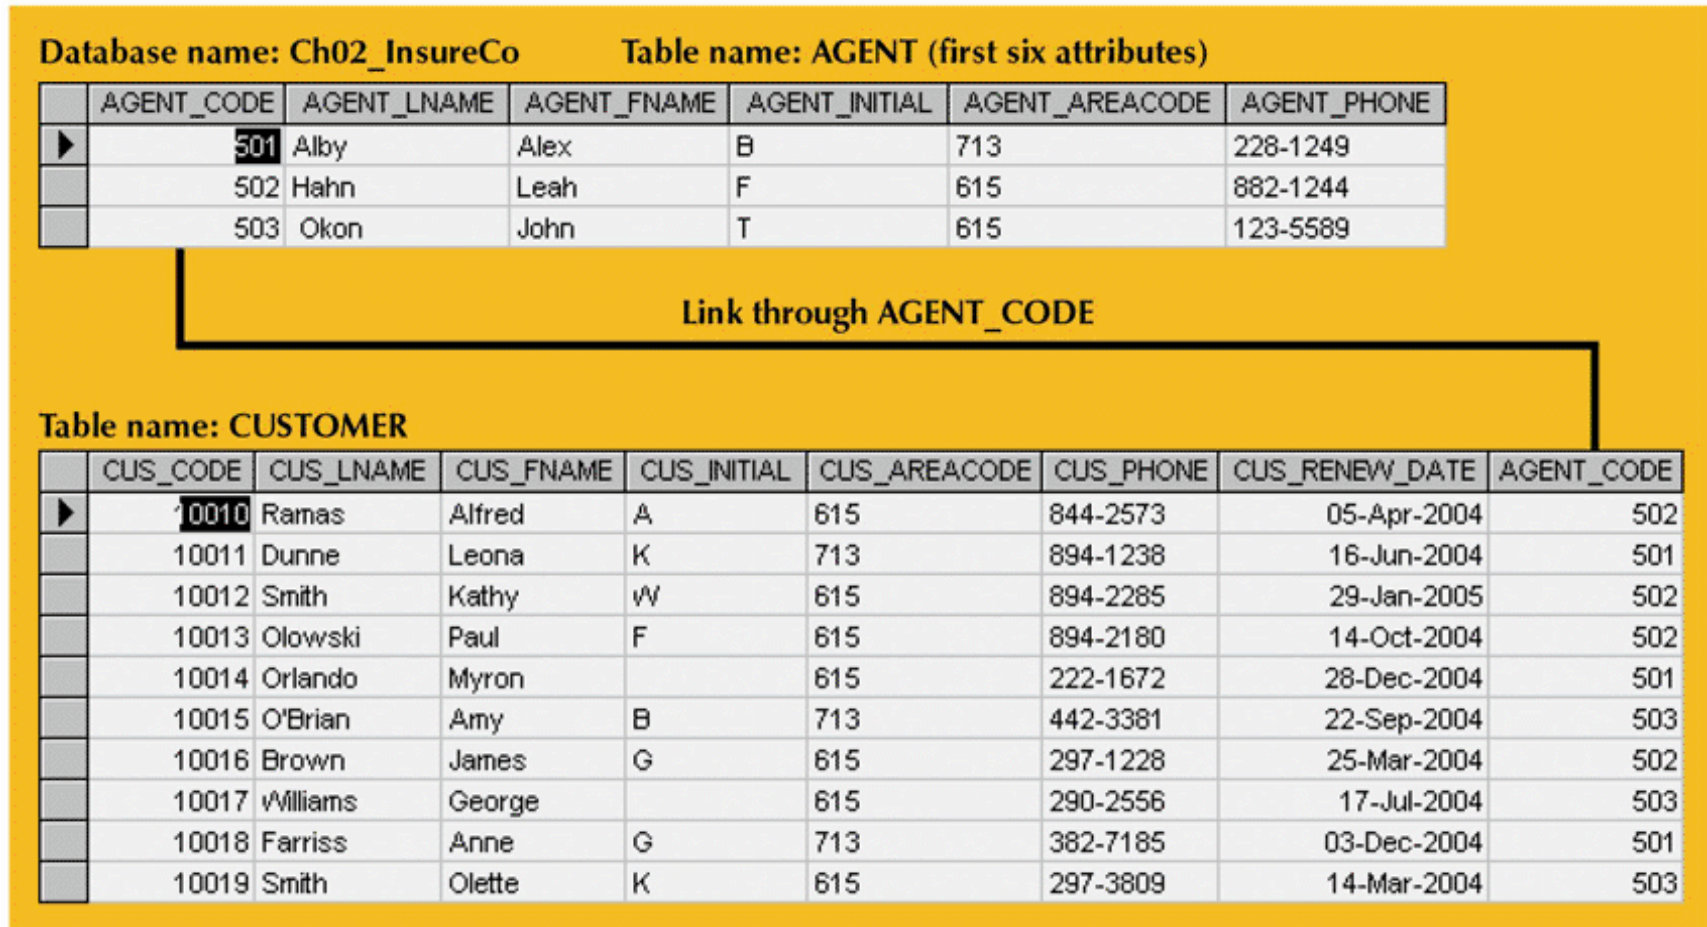 Database name: Ch02_InsureCo Table name: AGENT (first six attributes)
AGENT_CODE AGENT_LNAME AGENT_FNAME AGENT_INITIAL AGENT_AREACODE AGENT_PHONE
501 Alby Alex B 713 228-1249
502 Hahn Leah F 615 882-1244
503 Okon John T 615 123-5589
Link through AGENT_CODE
Table name: CUSTOMER
CUS_CODE CUS_LNAME CUS_FNAME CUS_INITIAL CUS_AREACODE CUS_PHONE CUS_RENEW_DATE AGENT_CODE
10010 Ramas Alfred A 615 844-2573 05-Apr-2004 502
10011 Dunne Leona K 713 894-1238 16-Jun-2004 501
10012 Smith Kathy W 615 894-2285 29-Jan-2005 502
10013 Olowski Paul F 615 894-2180 14-Oct-2004 502
10014 Orlando Myron 615 222-1672 28-Dec-2004 501
10015 O'Brian Amy B 713 442-3381 22-Sep-2004 503
10016 Brown James G 615 297-1228 25-Mar-2004 502
10017 Williams George 615 290-2556 17-Jul-2004 503
10018 Farriss Anne G 713 382-7185 03-Dec-2004 501
10019 Smith Olette K 615 297-3809 14-Mar-2004 503